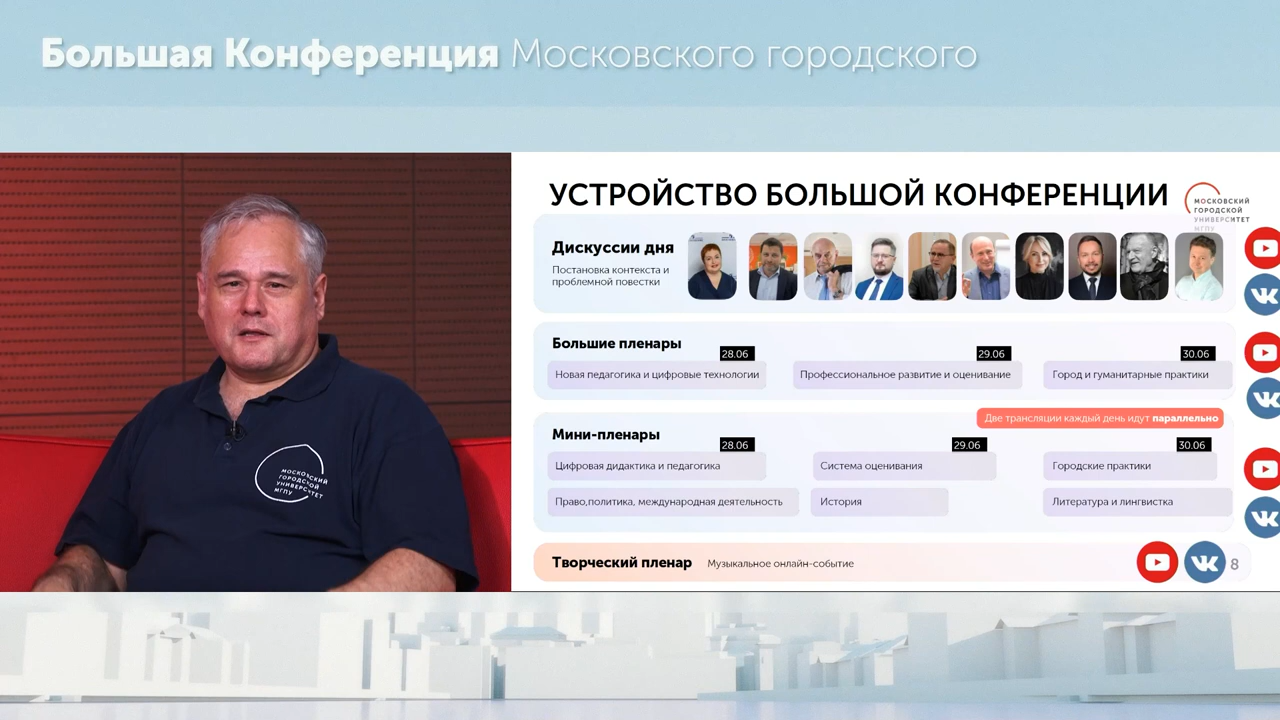 Большая Конференция Московского городского
УСТРОЙСТВО БОЛЬШОЙ КОНФЕРЕНЦИИ
МОСКОВСКИЙ
ГОРОДСКОЙ
УНИВЕРСИТЕТ
МГПУ
Дискуссии дня
Постановка контекста и
проблемной повестки
Большие пленары
28.06
29.06
30.06
Новая педагогика и цифровые технологии
Профессиональное развитие и оценивание
Город и гуманитарные практики
Две трансляции каждый день идут параллельно
Мини-пленары
28.06
29.06
30.06
Цифровая дидактика и педагогика
Система оценивания
Городские практики
Право,политика, международная деятельность
История
Литература и лингвистка
Творческий пленар
Музыкальное онлайн-событие
8
МОСКОВСКИЙ
ГОРОДСКОЙ
УНИВЕРСИТЕТ
МГПУ